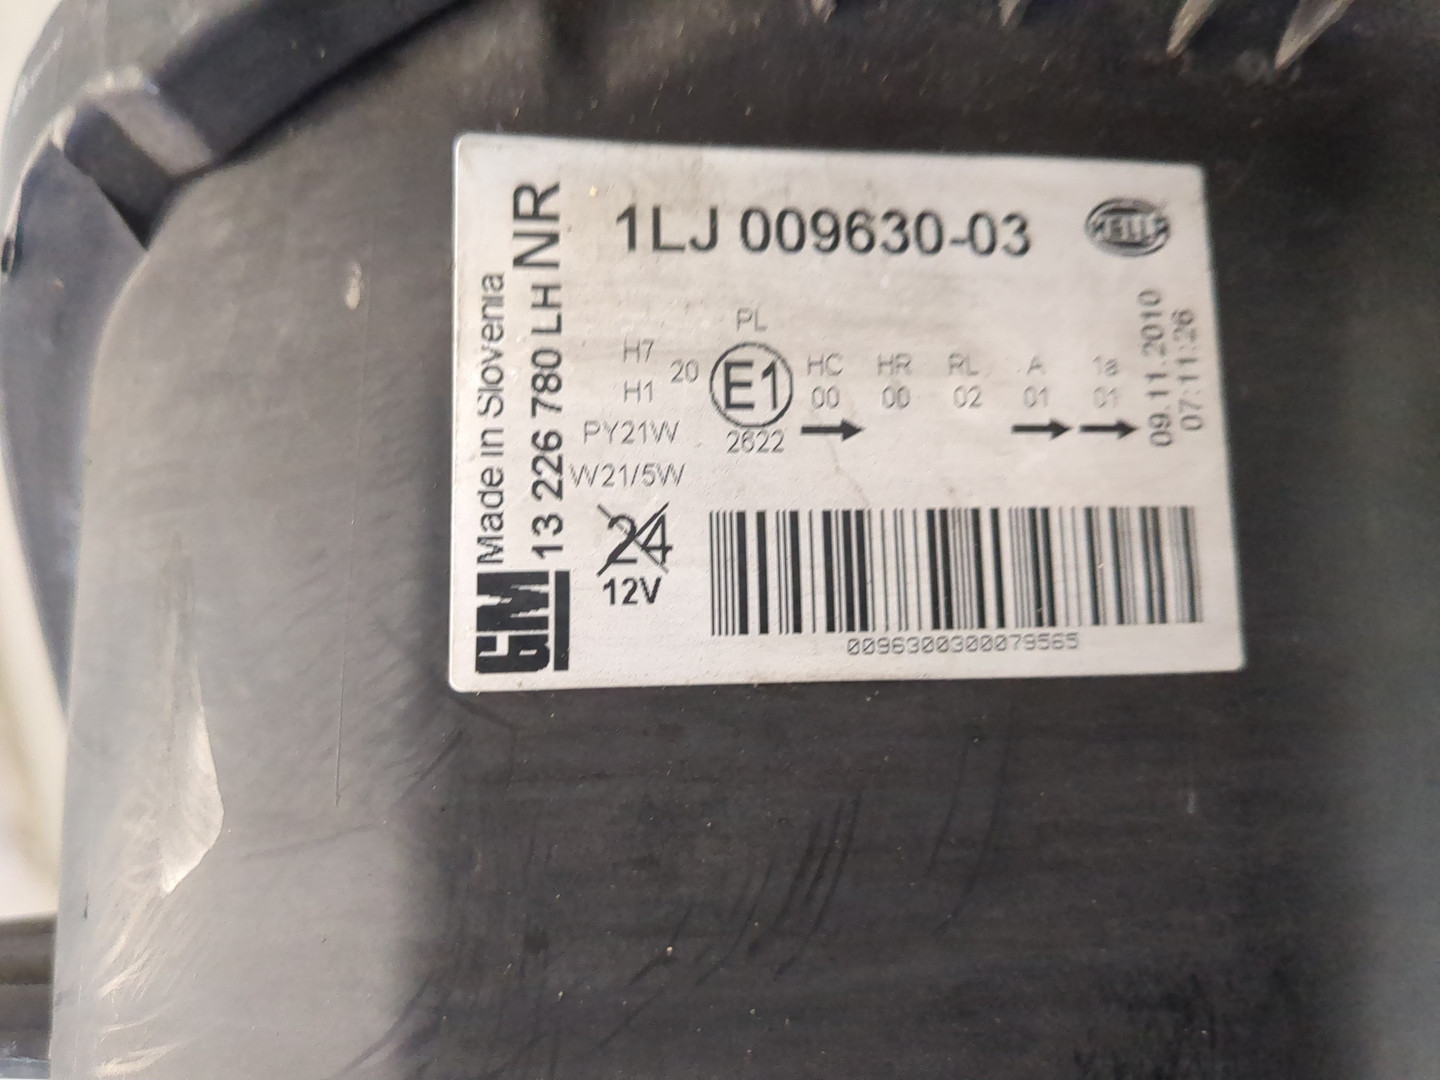 1LJ 009630-03
HELLA
Made in Slovenia
13 226 780 LH NR
GM
H7
H1
PY21W
W21/5W
24
12V
PL
20 E1
2622
HC HR RL A 1a
00 00 02 01 01
09.11.2010
07:11:26
0096300300079565